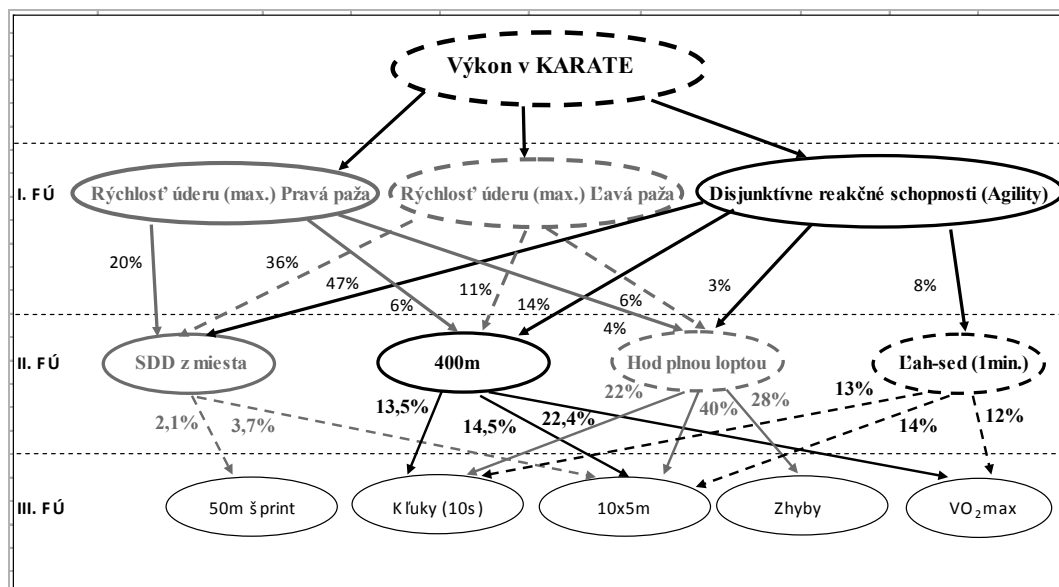 Výkon v KARATE
I. FÚ
Rýchlosť úderu (max.) Pravá paža
Rýchlosť úderu (max.) Ľavá paža
Disjunktívne reakčné schopnosti (Agility)
20%
36%
47%
6%
11%
14%
6%
4%
3%
8%
II. FÚ
SDD z miesta
400m
Hod plnou loptou
Ľah-sed (1min.)
2,1%
3,7%
13,5%
14,5%
22,4%
22%
40%
28%
13%
14%
12%
III. FÚ
50m šprint
Kľuky (10s)
10x5m
Zhyby
VO₂max